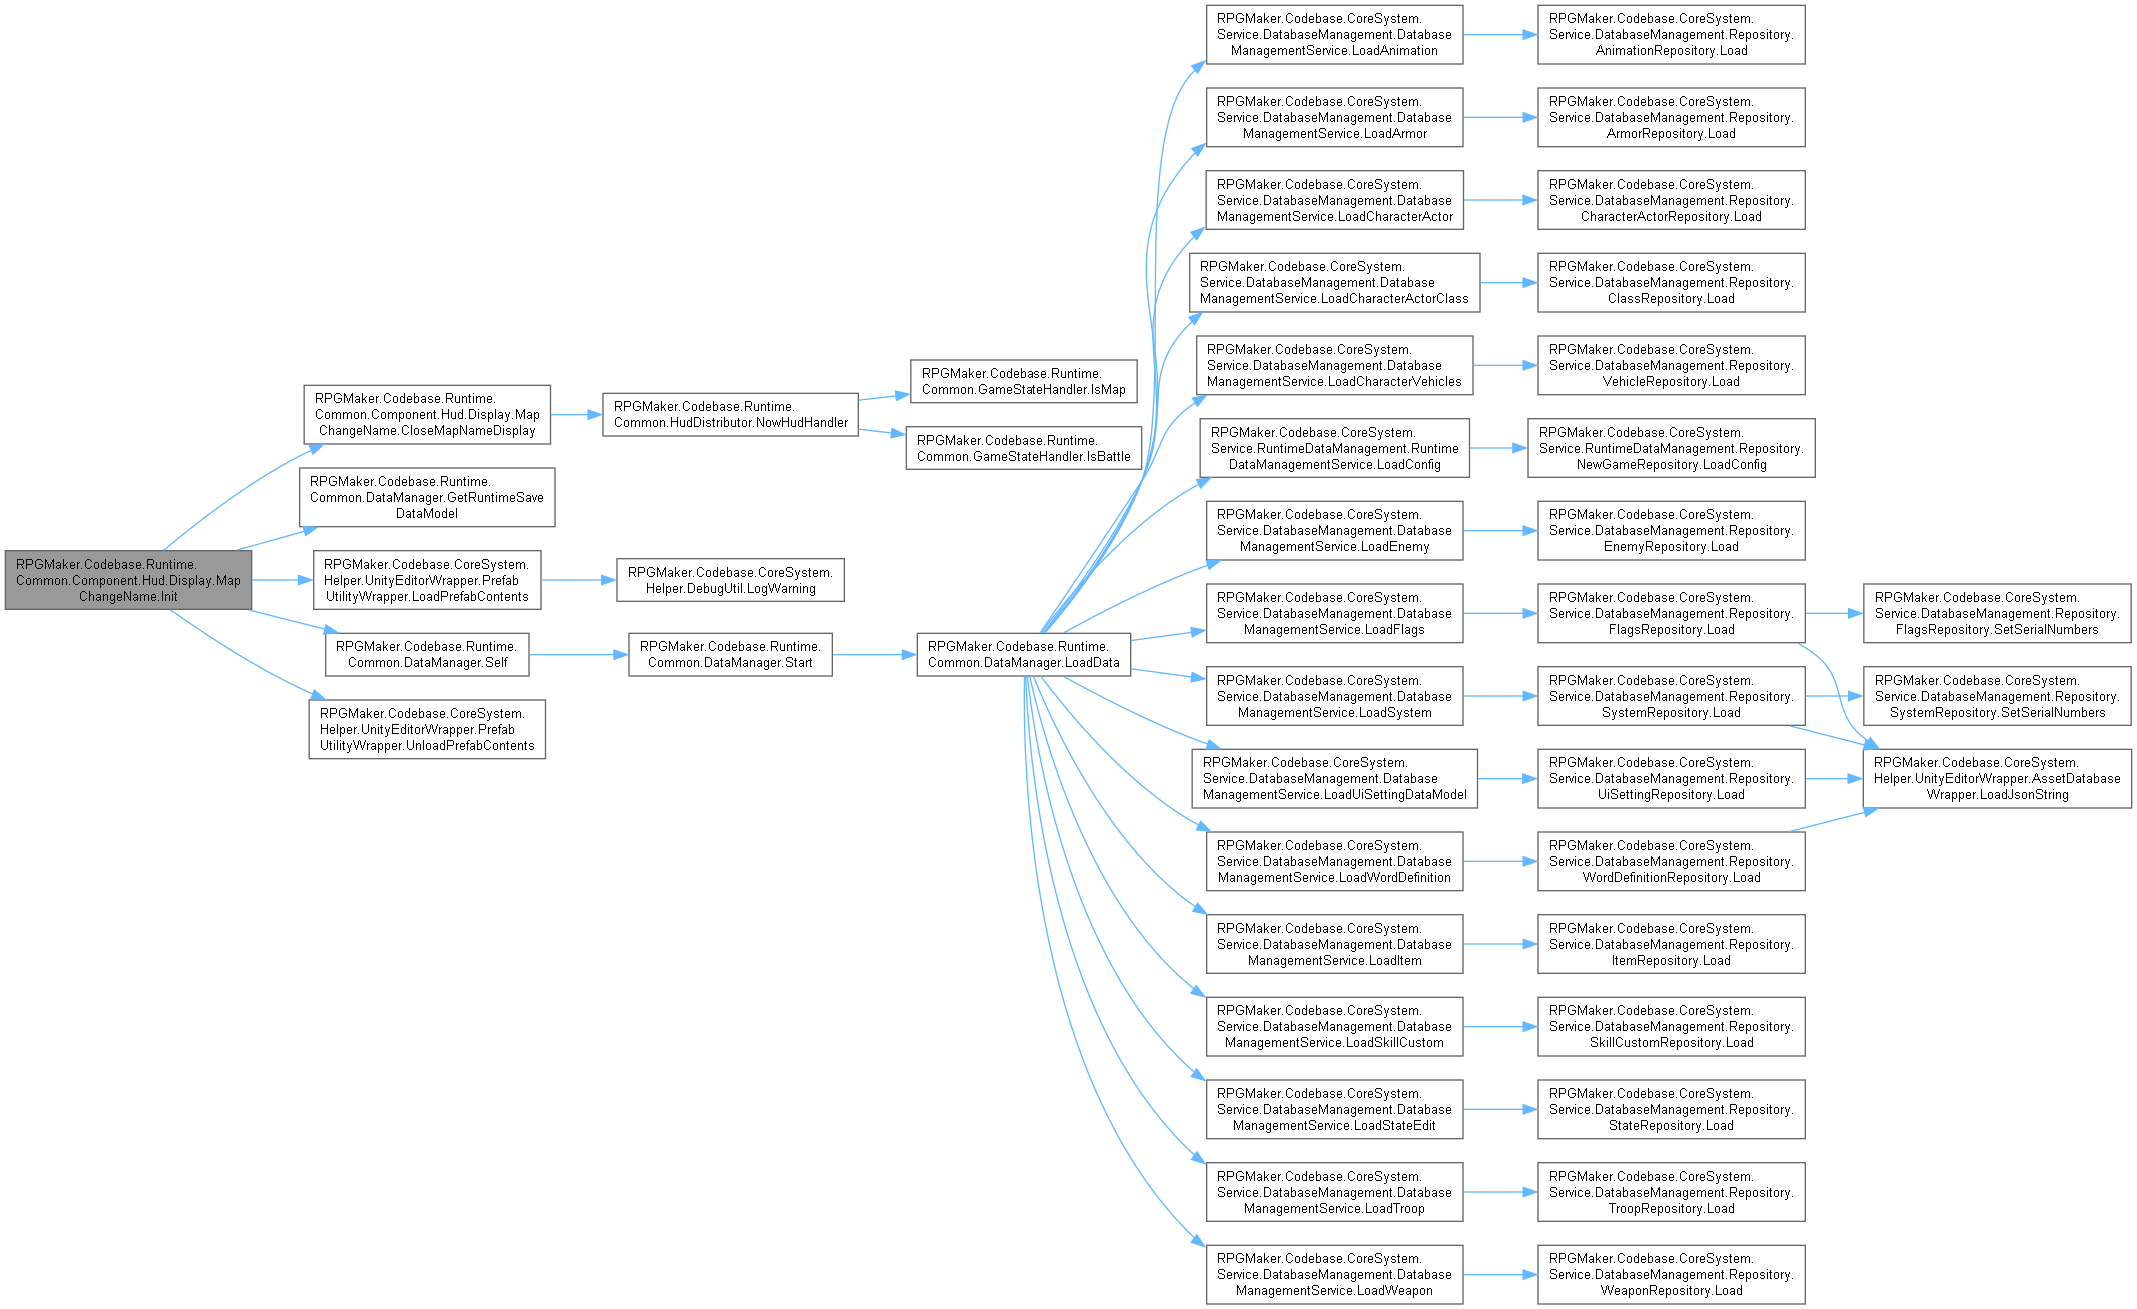 RPGMaker.Codebase.Runtime.
Common.Component.Hud.Display.Map
ChangeName.Init
RPGMaker.Codebase.Runtime.
Common.Component.Hud.Display.Map
ChangeName.CloseMapNameDisplay
RPGMaker.Codebase.Runtime.
Common.DataManager.GetRuntimeSave
DataModel
RPGMaker.Codebase.CoreSystem.
Helper.UnityEditorWrapper.Prefab
UtilityWrapper.LoadPrefabContents
RPGMaker.Codebase.Runtime.
Common.DataManager.Self
RPGMaker.Codebase.CoreSystem.
Helper.UnityEditorWrapper.Prefab
UtilityWrapper.UnloadPrefabContents
RPGMaker.Codebase.Runtime.
Common.HudDistributor.NowHudHandler
RPGMaker.Codebase.CoreSystem.
Helper.DebugUtil.LogWarning
RPGMaker.Codebase.Runtime.
Common.DataManager.Start
RPGMaker.Codebase.Runtime.
Common.GameStateHandler.IsMap
RPGMaker.Codebase.Runtime.
Common.GameStateHandler.IsBattle
RPGMaker.Codebase.Runtime.
Common.DataManager.LoadData
RPGMaker.Codebase.CoreSystem.
Service.DatabaseManagement.Database
ManagementService.LoadAnimation
RPGMaker.Codebase.CoreSystem.
Service.DatabaseManagement.Database
ManagementService.LoadArmor
RPGMaker.Codebase.CoreSystem.
Service.DatabaseManagement.Database
ManagementService.LoadCharacterActor
RPGMaker.Codebase.CoreSystem.
Service.DatabaseManagement.Database
ManagementService.LoadCharacterActorClass
RPGMaker.Codebase.CoreSystem.
Service.DatabaseManagement.Database
ManagementService.LoadCharacterVehicles
RPGMaker.Codebase.CoreSystem.
Service.RuntimeDataManagement.Runtime
DataManagementService.LoadConfig
RPGMaker.Codebase.CoreSystem.
Service.DatabaseManagement.Database
ManagementService.LoadEnemy
RPGMaker.Codebase.CoreSystem.
Service.DatabaseManagement.Database
ManagementService.LoadFlags
RPGMaker.Codebase.CoreSystem.
Service.DatabaseManagement.Database
ManagementService.LoadSystem
RPGMaker.Codebase.CoreSystem.
Service.DatabaseManagement.Database
ManagementService.LoadUiSettingDataModel
RPGMaker.Codebase.CoreSystem.
Service.DatabaseManagement.Database
ManagementService.LoadWordDefinition
RPGMaker.Codebase.CoreSystem.
Service.DatabaseManagement.Database
ManagementService.LoadItem
RPGMaker.Codebase.CoreSystem.
Service.DatabaseManagement.Database
ManagementService.LoadSkillCustom
RPGMaker.Codebase.CoreSystem.
Service.DatabaseManagement.Database
ManagementService.LoadStateEdit
RPGMaker.Codebase.CoreSystem.
Service.DatabaseManagement.Database
ManagementService.LoadTroop
RPGMaker.Codebase.CoreSystem.
Service.DatabaseManagement.Database
ManagementService.LoadWeapon
RPGMaker.Codebase.CoreSystem.
Service.DatabaseManagement.Repository.
AnimationRepository.Load
RPGMaker.Codebase.CoreSystem.
Service.DatabaseManagement.Repository.
ArmorRepository.Load
RPGMaker.Codebase.CoreSystem.
Service.DatabaseManagement.Repository.
CharacterActorRepository.Load
RPGMaker.Codebase.CoreSystem.
Service.DatabaseManagement.Repository.
ClassRepository.Load
RPGMaker.Codebase.CoreSystem.
Service.DatabaseManagement.Repository.
VehicleRepository.Load
RPGMaker.Codebase.CoreSystem.
Service.RuntimeDataManagement.Repository.
NewGameRepository.LoadConfig
RPGMaker.Codebase.CoreSystem.
Service.DatabaseManagement.Repository.
EnemyRepository.Load
RPGMaker.Codebase.CoreSystem.
Service.DatabaseManagement.Repository.
FlagsRepository.Load
RPGMaker.Codebase.CoreSystem.
Service.DatabaseManagement.Repository.
SystemRepository.Load
RPGMaker.Codebase.CoreSystem.
Service.DatabaseManagement.Repository.
UiSettingRepository.Load
RPGMaker.Codebase.CoreSystem.
Service.DatabaseManagement.Repository.
WordDefinitionRepository.Load
RPGMaker.Codebase.CoreSystem.
Service.DatabaseManagement.Repository.
ItemRepository.Load
RPGMaker.Codebase.CoreSystem.
Service.DatabaseManagement.Repository.
SkillCustomRepository.Load
RPGMaker.Codebase.CoreSystem.
Service.DatabaseManagement.Repository.
StateRepository.Load
RPGMaker.Codebase.CoreSystem.
Service.DatabaseManagement.Repository.
TroopRepository.Load
RPGMaker.Codebase.CoreSystem.
Service.DatabaseManagement.Repository.
WeaponRepository.Load
RPGMaker.Codebase.CoreSystem.
Service.DatabaseManagement.Repository.
FlagsRepository.SetSerialNumbers
RPGMaker.Codebase.CoreSystem.
Service.DatabaseManagement.Repository.
SystemRepository.SetSerialNumbers
RPGMaker.Codebase.CoreSystem.
Helper.UnityEditorWrapper.AssetDatabase
Wrapper.LoadJsonString